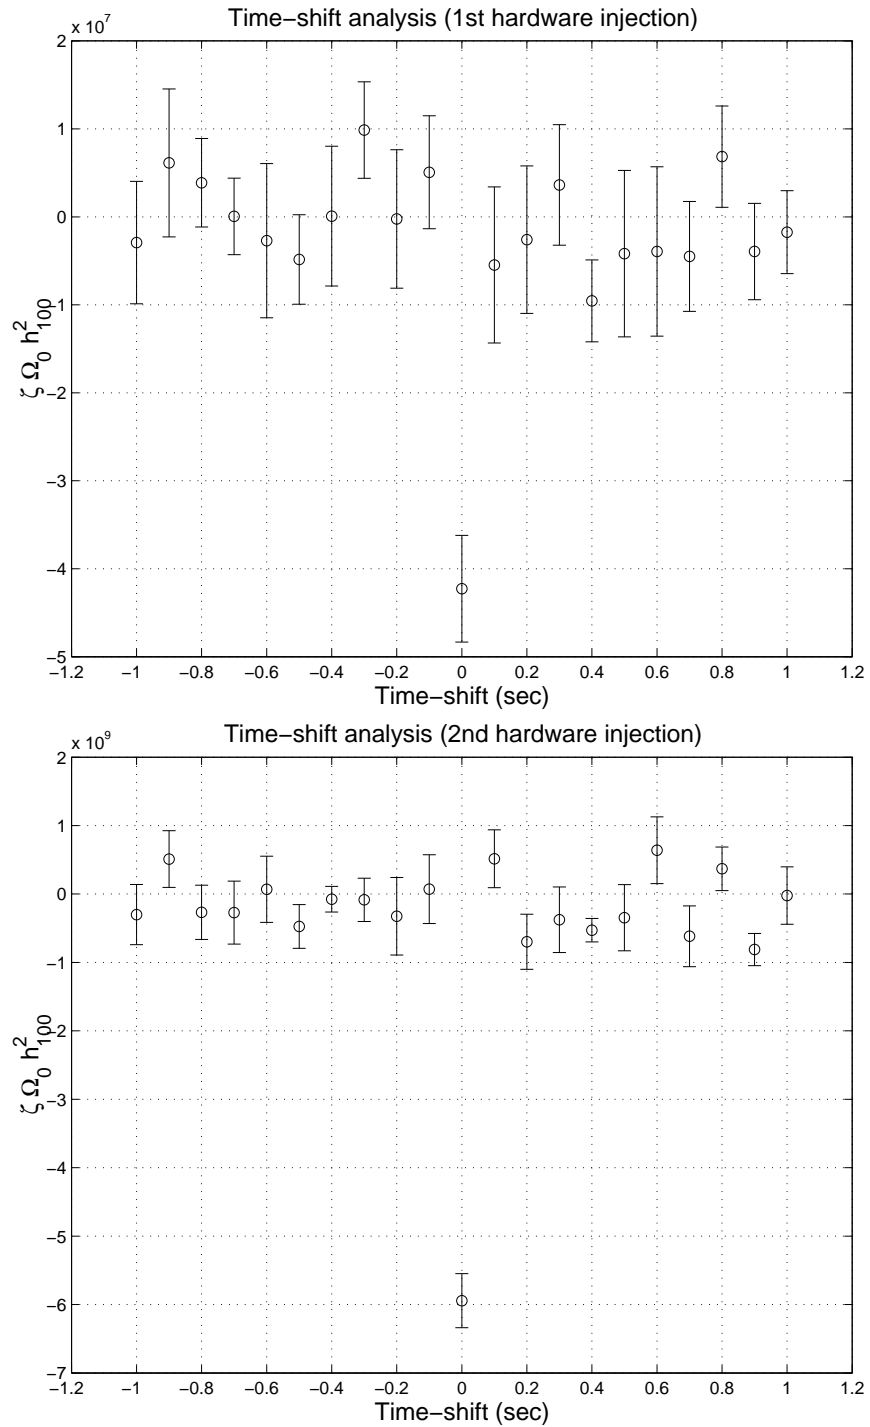 Time−shift analysis (1st hardware injection)
x 10^7
2
1
0
−1
−2
−3
−4
−5
ζ Ω_0 h_100^2
−1.2 −1 −0.8 −0.6 −0.4 −0.2 0 0.2 0.4 0.6 0.8 1 1.2
Time−shift (sec)
Time−shift analysis (2nd hardware injection)
x 10^9
2
1
0
−1
−2
−3
−4
−5
−6
−7
ζ Ω_0 h_100^2
−1.2 −1 −0.8 −0.6 −0.4 −0.2 0 0.2 0.4 0.6 0.8 1 1.2
Time−shift (sec)